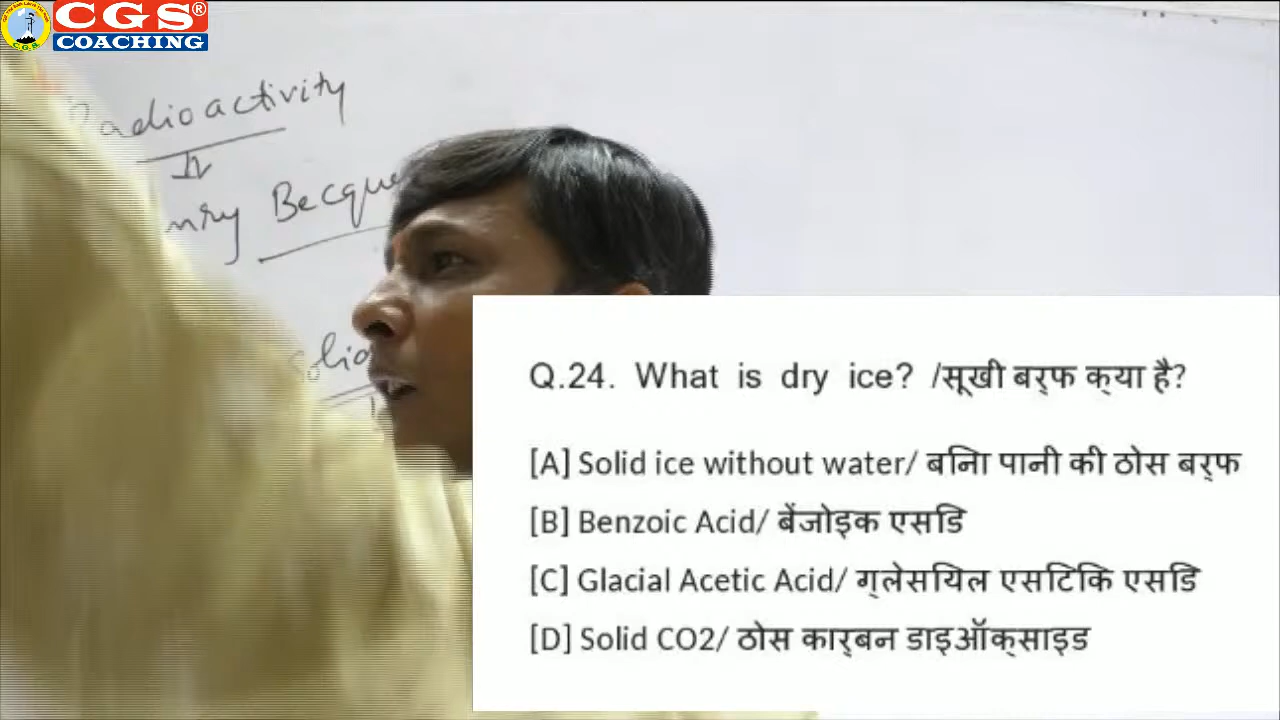 CGS®
COACHING
C.G.S.
Radioactivity
Solid
Q.24. What is dry ice? /सूखी बर्फ क्या है?
[A] Solid ice without water/ बिना पानी की ठोस बर्फ
[B] Benzoic Acid/ बेंजोइक एसिड
[C] Glacial Acetic Acid/ ग्लेसियल एसिटिक एसिड
[D] Solid CO2/ ठोस कार्बन डाइऑक्साइड